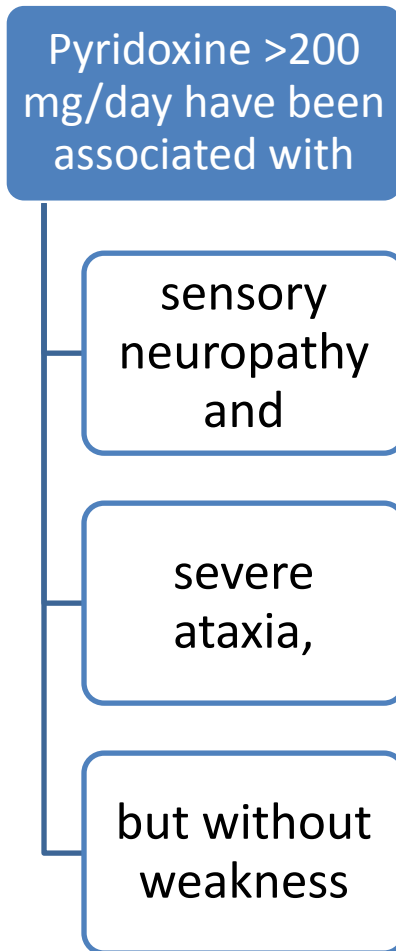 Pyridoxine >200
mg/day have been
associated with
sensory
neuropathy
and
severe
ataxia,
but without
weakness